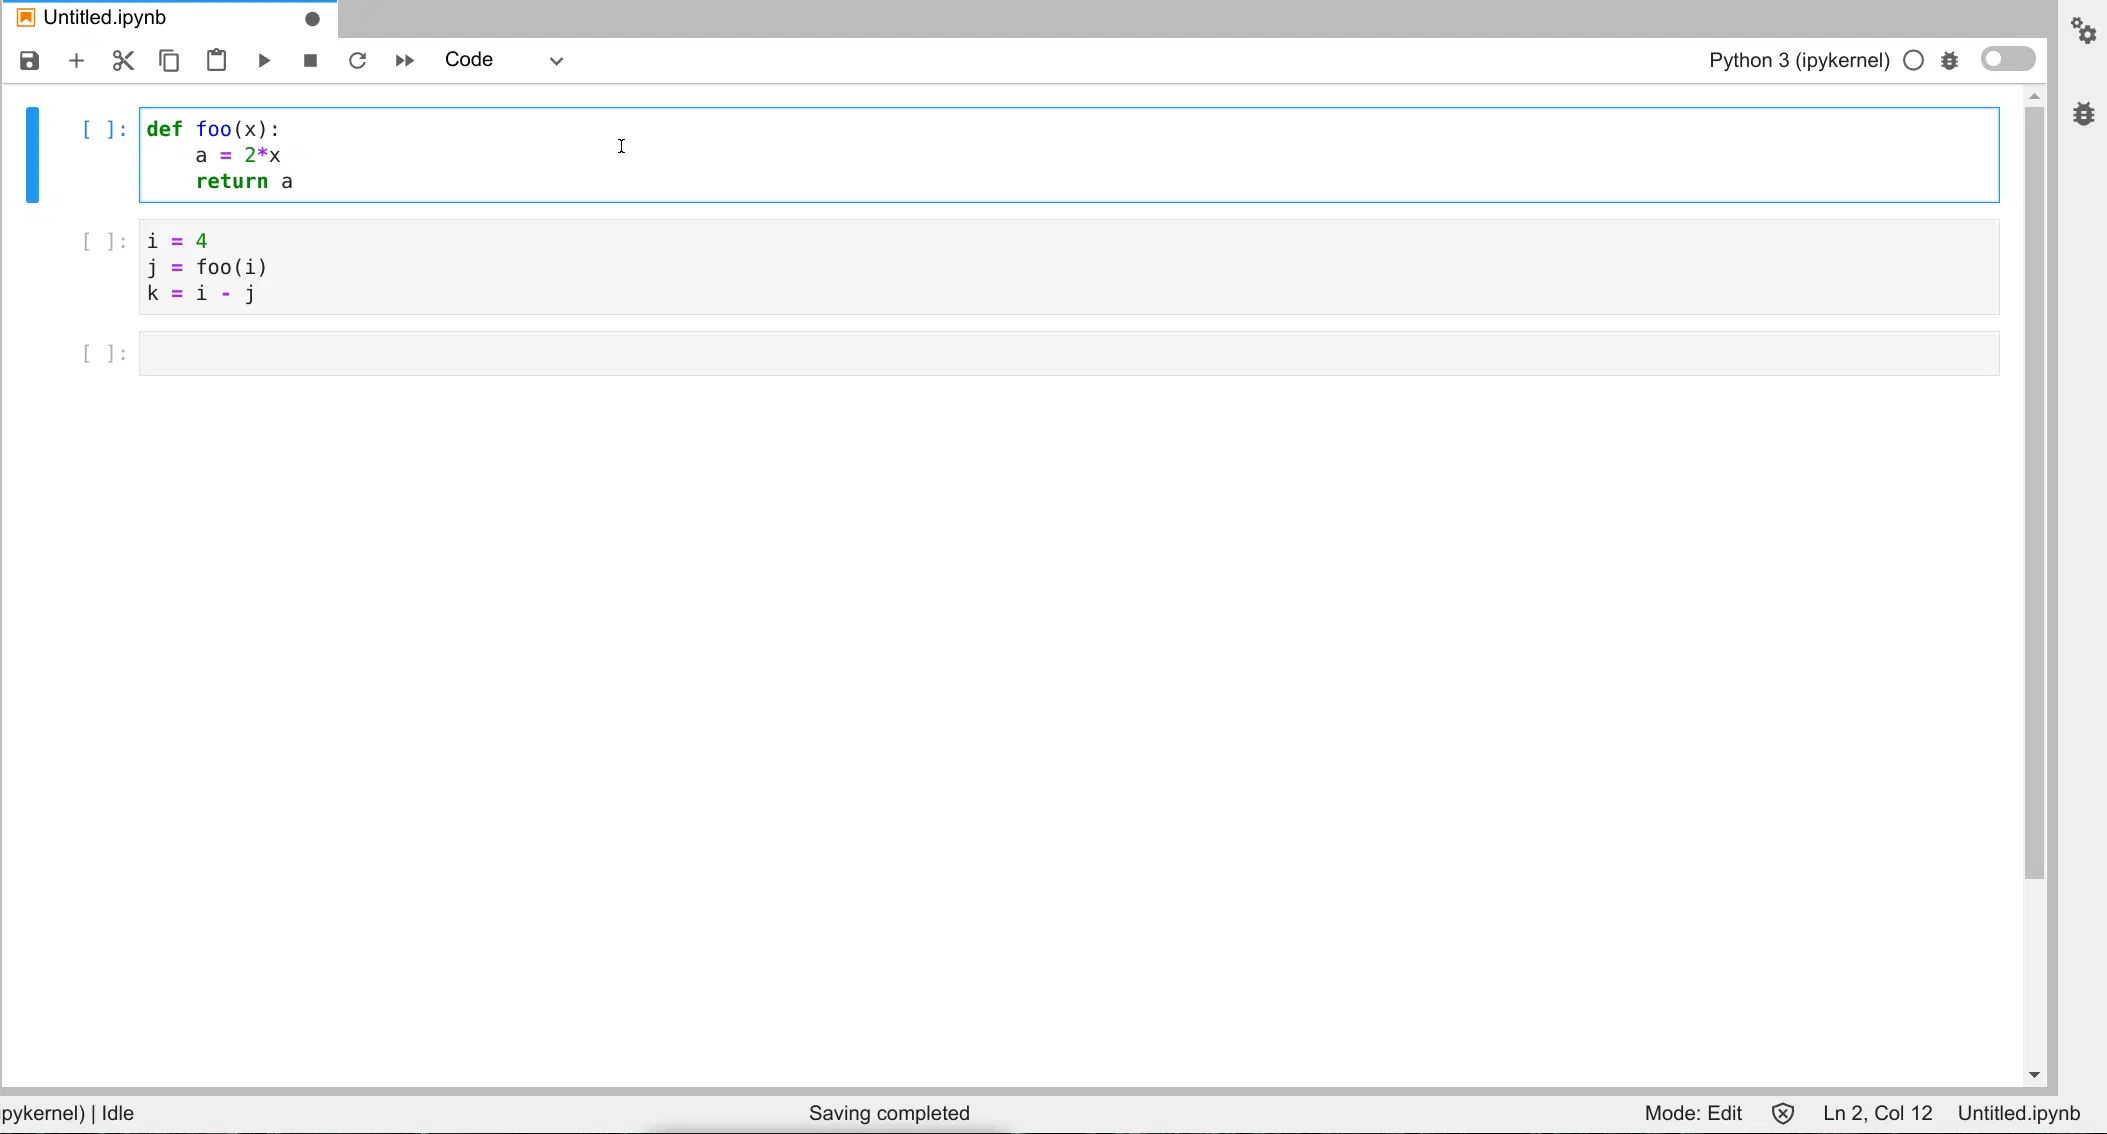 Untitled.ipynb
Code
Python 3 (ipykernel)
[ ]:
def foo(x):
    a = 2*x
    return a
[ ]:
i = 4
j = foo(i)
k = i - j
[ ]:
pykernel) | Idle
Saving completed
Mode: Edit
Ln 2, Col 12
Untitled.ipynb